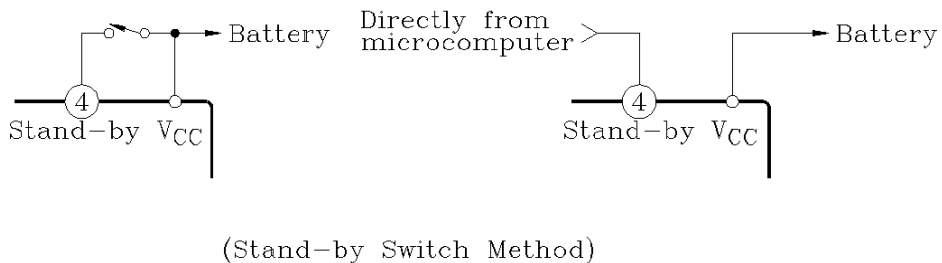 Battery
4
Stand-by VCC
Directly from
microcomputer
Battery
4
Stand-by VCC
(Stand-by Switch Method)